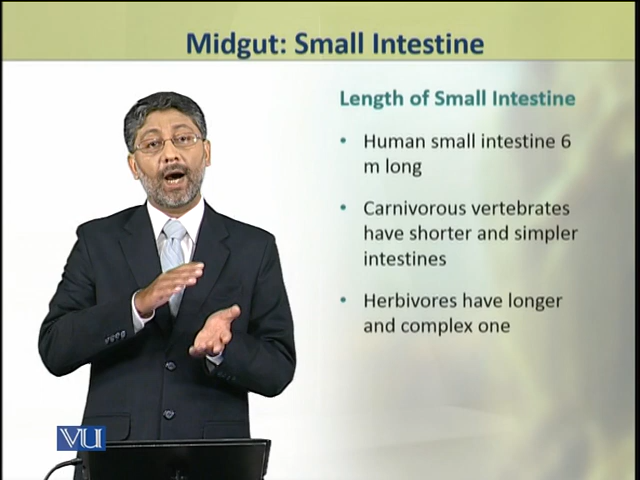 Midgut: Small Intestine
Length of Small Intestine
• Human small intestine 6
m long
• Carnivorous vertebrates
have shorter and simpler
intestines
• Herbivores have longer
and complex one
VU